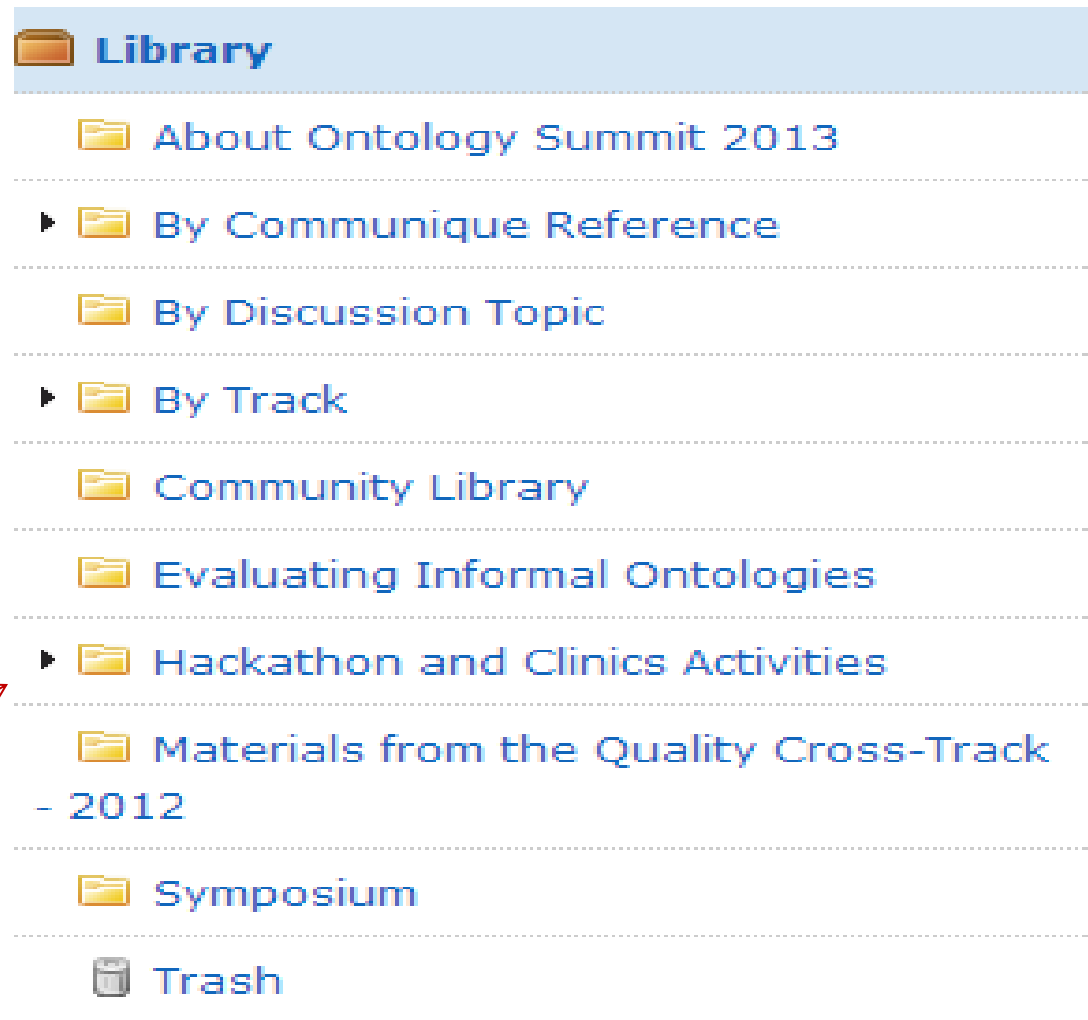 Library
About Ontology Summit 2013
By Communique Reference
By Discussion Topic
By Track
Community Library
Evaluating Informal Ontologies
Hackathon and Clinics Activities
Materials from the Quality Cross-Track
- 2012
Symposium
Trash